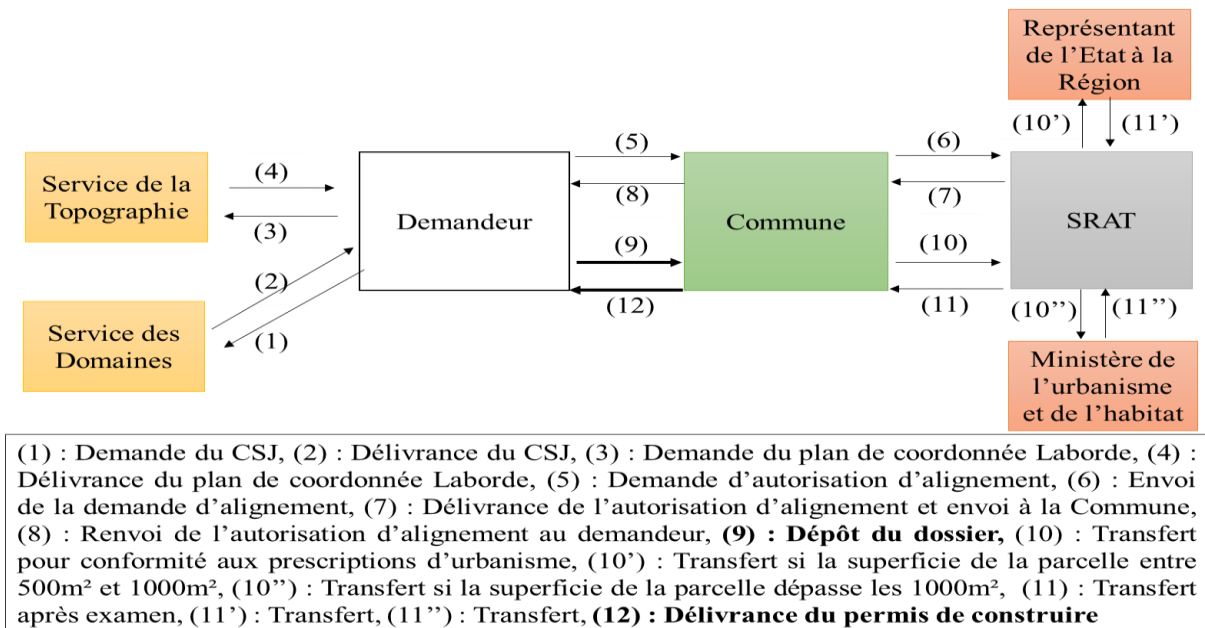 Représentant
de l'Etat à la
Région
(10')
(11')
(5)
(6)
Service de la
Topographie
(4)
(3)
Demandeur
(8)
Commune
(7)
SRAT
(9)
(10)
(2)
(12)
(11)
(10'')
(11'')
Service des
Domaines
(1)
Ministère de
l'urbanisme
et de l'habitat
(1) : Demande du CSJ, (2) : Délivrance du CSJ, (3) : Demande du plan de coordonnée Laborde, (4) :
Délivrance du plan de coordonnée Laborde, (5) : Demande d'autorisation d'alignement, (6) : Envoi
de la demande d'alignement, (7) : Délivrance de l'autorisation d'alignement et envoi à la Commune,
(8) : Renvoi de l'autorisation d'alignement au demandeur, (9) : Dépôt du dossier, (10) : Transfert
pour conformité aux prescriptions d'urbanisme, (10') : Transfert si la superficie de la parcelle entre
500m² et 1000m², (10'') : Transfert si la superficie de la parcelle dépasse les 1000m², (11) : Transfert
après examen, (11') : Transfert, (11'') : Transfert, (12) : Délivrance du permis de construire